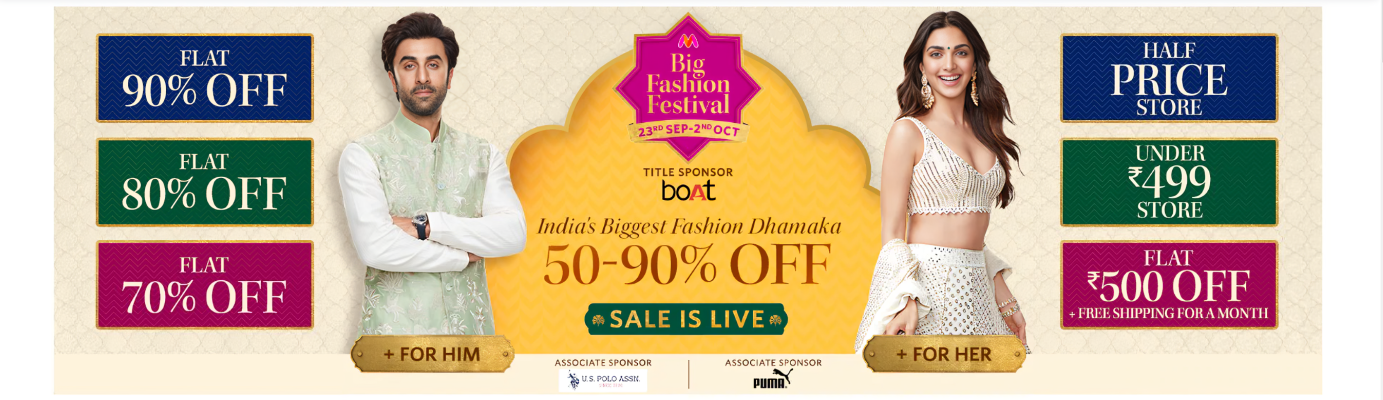 FLAT
90% OFF
FLAT
80% OFF
FLAT
70% OFF
+ FOR HIM
Big
Fashion
Festival
23RD SEP-2ND OCT
TITLE SPONSOR
boAt
India's Biggest Fashion Dhamaka
50-90% OFF
SALE IS LIVE
ASSOCIATE SPONSOR
U.S. POLO ASSN.
ASSOCIATE SPONSOR
PUMA
+ FOR HER
HALF
PRICE
STORE
UNDER
₹499
STORE
FLAT
₹500 OFF
+ FREE SHIPPING FOR A MONTH